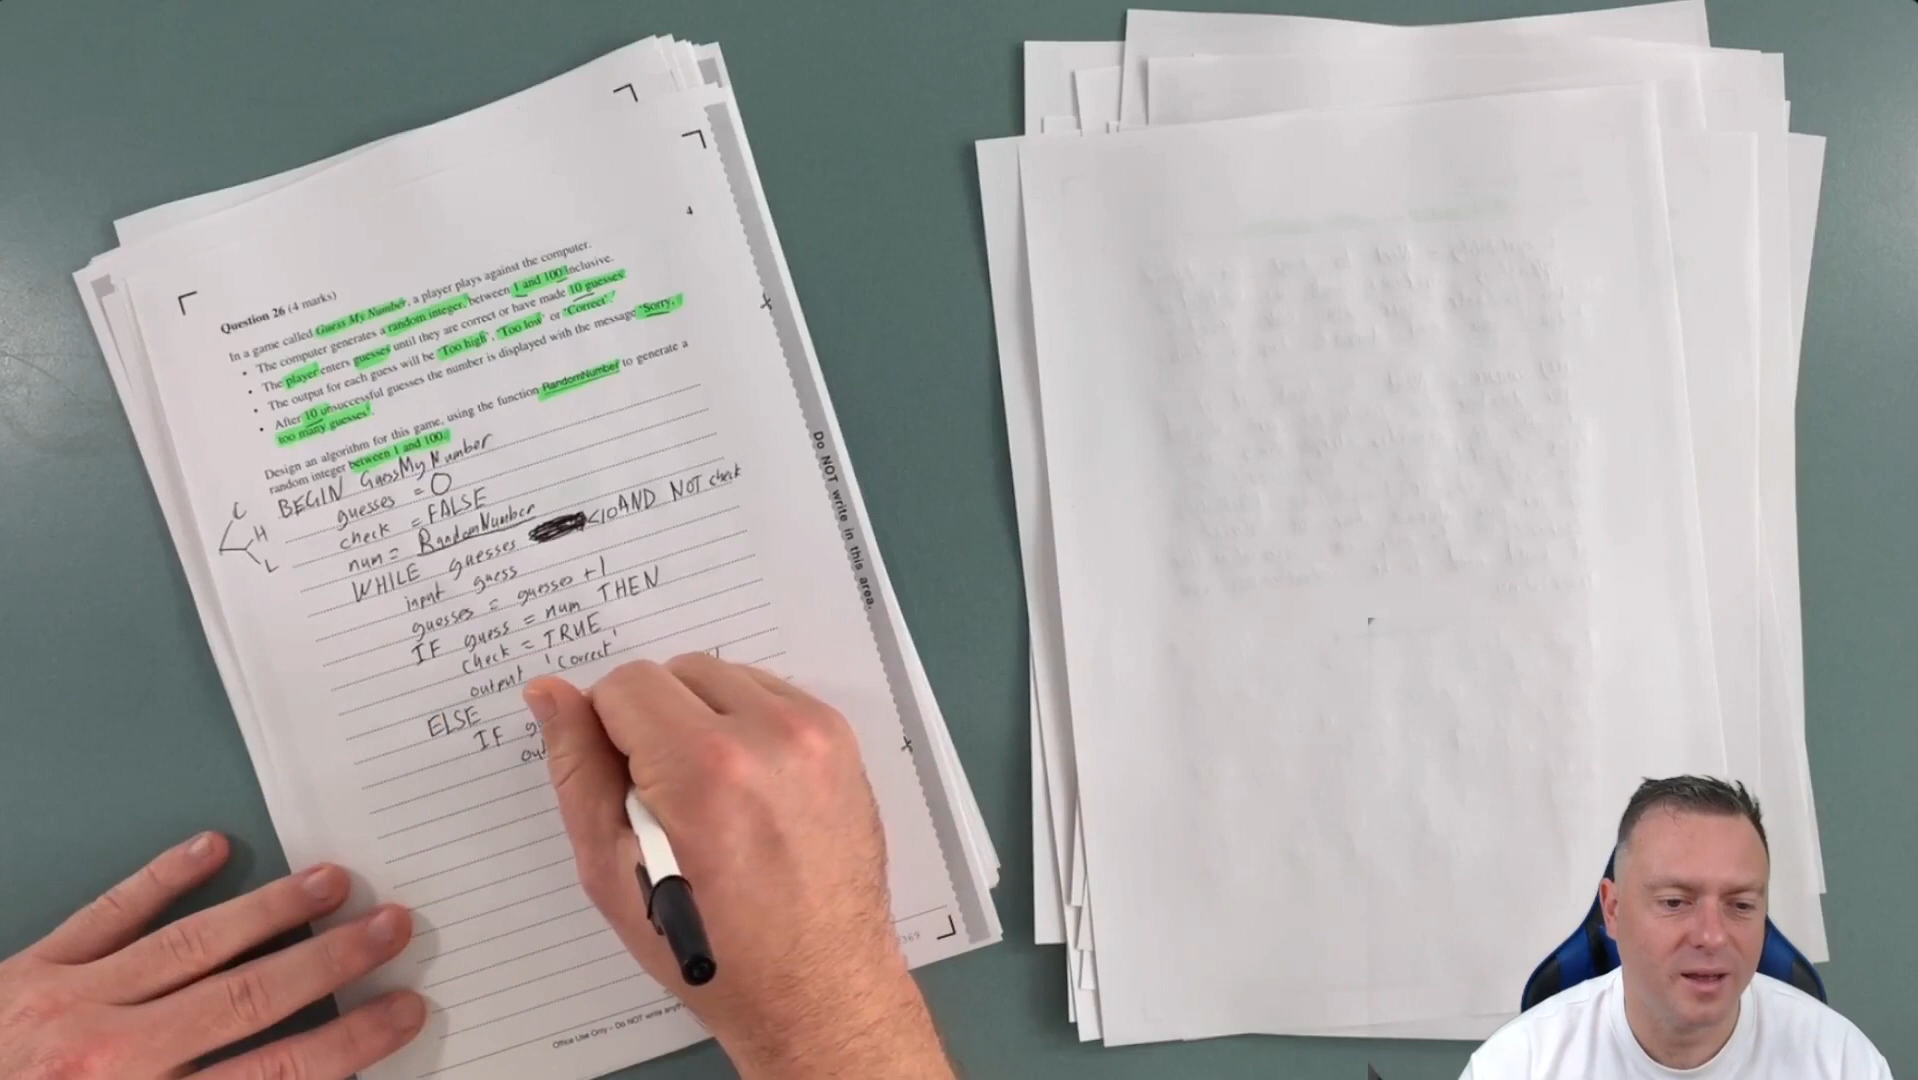 4
Question 26 (4 marks)
In a game called Guess My Number, a player plays against the computer.
• The computer generates a random integer, between 1 and 100 inclusive.
• The player enters guesses until they are correct or have made 10 guesses.
• The output for each guess will be 'Too high', 'Too low' or 'Correct'.
• After 10 unsuccessful guesses the number is displayed with the message 'Sorry,
too many guesses'.
Design an algorithm for this game, using the function RandomNumber to generate a
random integer between 1 and 100.
BEGIN GuessMyNumber
guesses = 0
check = FALSE
num = RandomNumber
WHILE guesses <10 AND NOT check
input guess
guesses = guesses +1
IF guess = num THEN
check = TRUE
output 'Correct'
ELSE
IF
C
H
L
Do NOT write in this area.
Office Use Only – Do NOT write